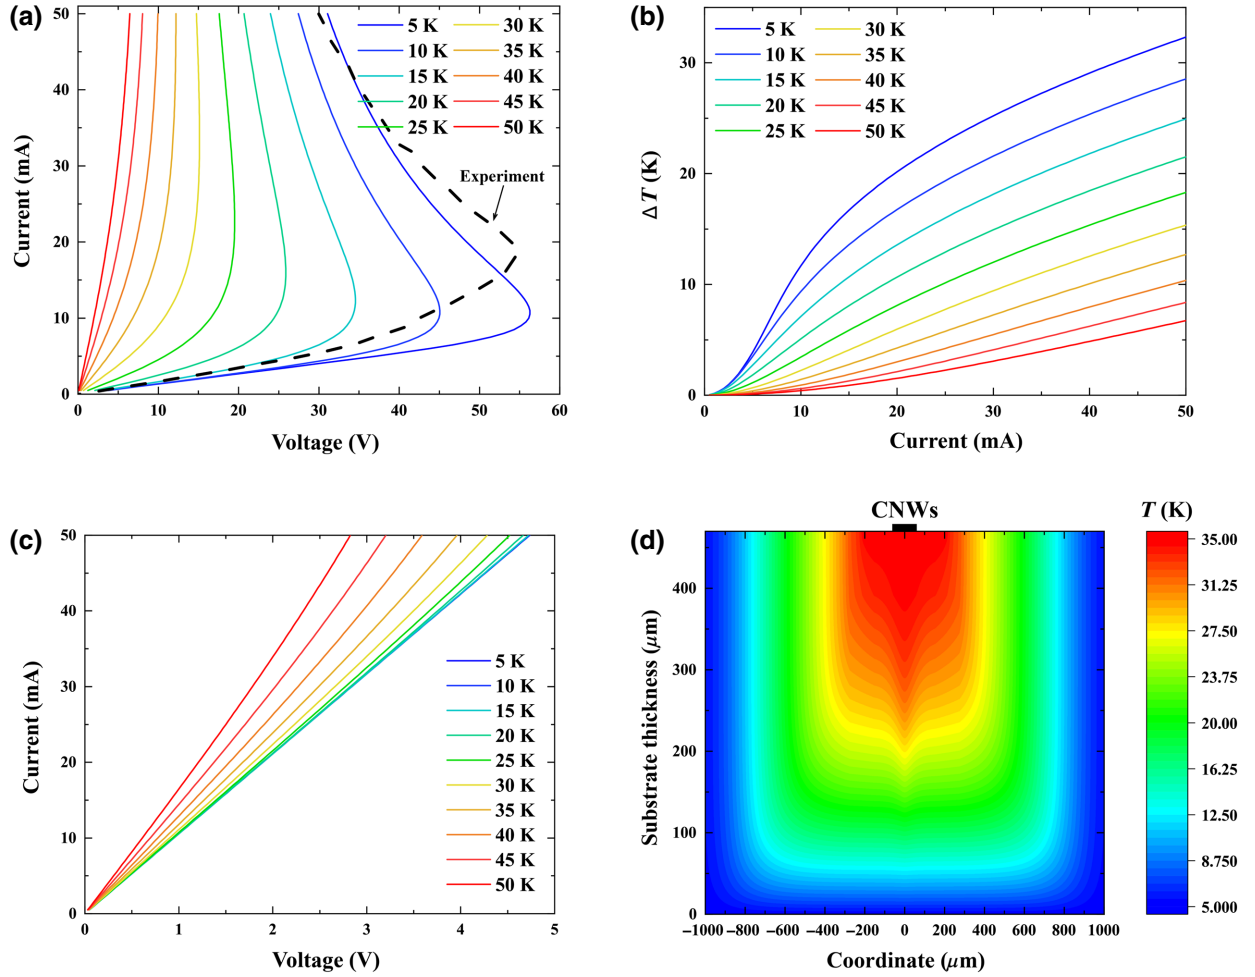 (a)
50
40
30
20
10
0
Current (mA)
0 10 20 30 40 50 60
Voltage (V)
5 K 30 K
10 K 35 K
15 K 40 K
20 K 45 K
25 K 50 K
Experiment
(b)
30
20
10
0
ΔT (K)
0 10 20 30 40 50
Current (mA)
5 K 30 K
10 K 35 K
15 K 40 K
20 K 45 K
25 K 50 K
(c)
50
40
30
20
10
0
Current (mA)
0 1 2 3 4 5
Voltage (V)
5 K
10 K
15 K
20 K
25 K
30 K
35 K
40 K
45 K
50 K
(d)
CNWs
T (K)
400
300
200
100
0
Substrate thickness (μm)
−1000 −800 −600 −400 −200 0 200 400 600 800 1000
Coordinate (μm)
35.00
31.25
27.50
23.75
20.00
16.25
12.50
8.750
5.000